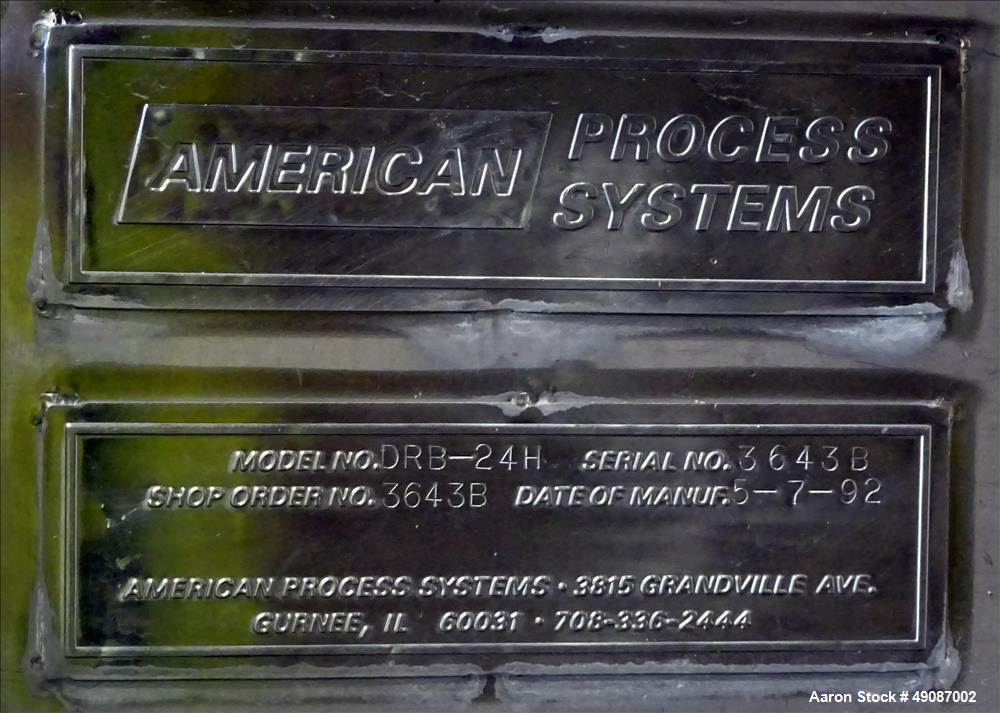 AMERICAN
PROCESS
SYSTEMS
MODEL NO. DRB-24H SERIAL NO. 3643B
SHOP ORDER NO. 3643B DATE OF MANUF. 5-7-92
AMERICAN PROCESS SYSTEMS · 3815 GRANDVILLE AVE.
GURNEE, IL 60031 · 708-336-2444
Aaron Stock # 49087002